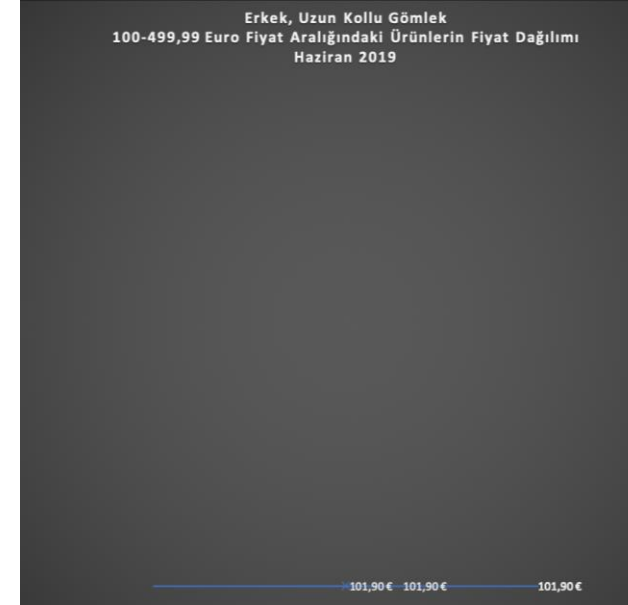 Erkek, Uzun Kollu Gömlek
100-499,99 Euro Fiyat Aralığındaki Ürünlerin Fiyat Dağılımı
Haziran 2019
101,90 € 101,90 € 101,90 €